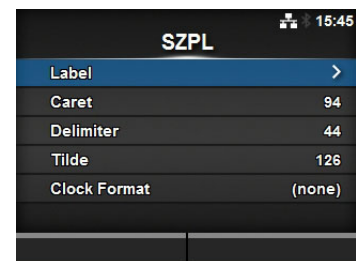 15:45
SZPL
Label >
Caret 94
Delimiter 44
Tilde 126
Clock Format (none)